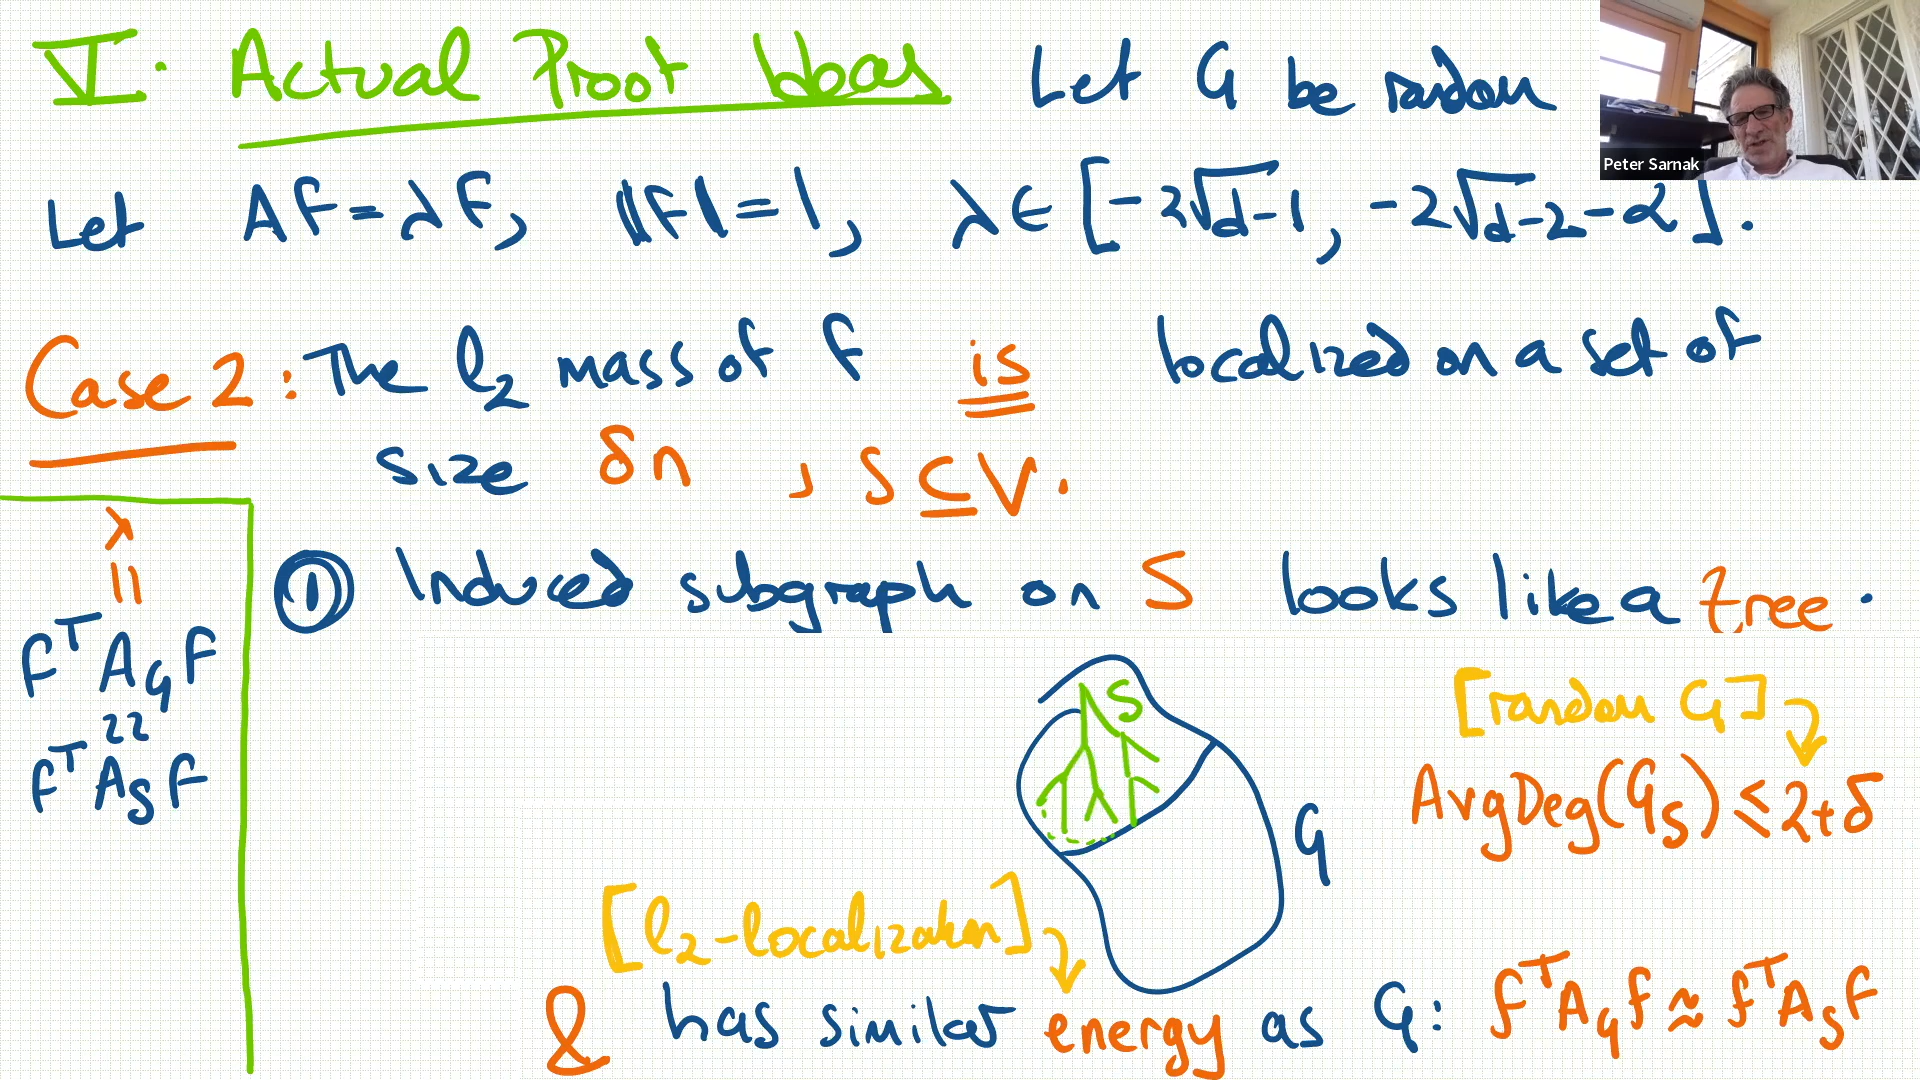 V. Actual Proof Ideas Let G be random
Peter Sarnak
Let Af = λf, ||f|| = 1, λ ∈ [-2√d-1, -2√d-2 - α].
Case 2: The l₂ mass of f is localized on a set of
size δn, S ⊆ V.
λ
||
fᵀA_G f
≈
fᵀA_S f
① Induced subgraph on S looks like a tree.
S
G
[random G]
AvgDeg(G_S) ≤ 2+δ
[l₂-localization]
& has similar energy as G: fᵀA_G f ≈ fᵀA_S f